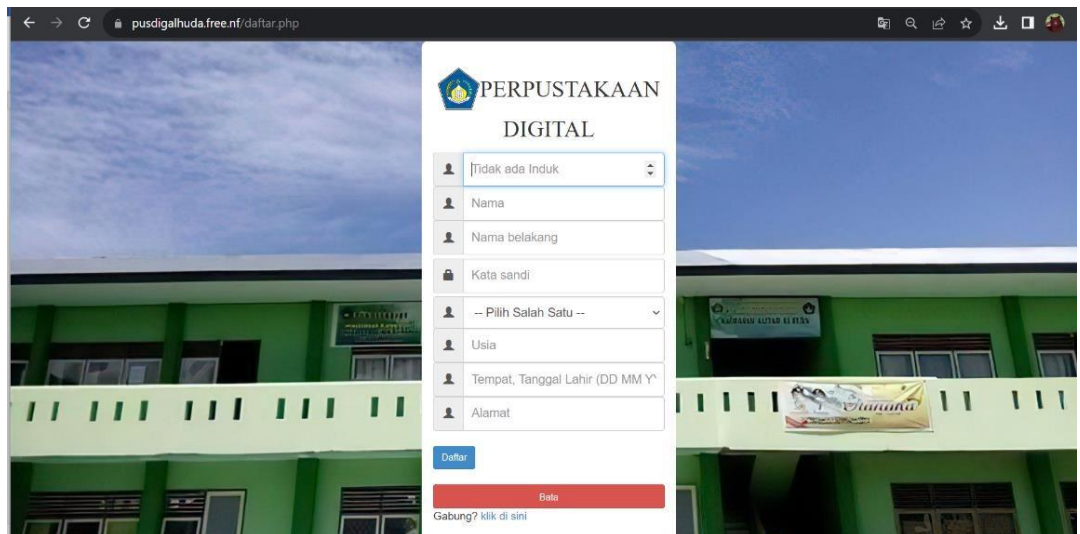 pusdigalhuda.free.nf/daftar.php
PERPUSTAKAAN
DIGITAL
Tidak ada Induk
Nama
Nama belakang
Kata sandi
-- Pilih Salah Satu --
Usia
Tempat, Tanggal Lahir (DD MM Y
Alamat
Daftar
Bata
Gabung? klik di sini